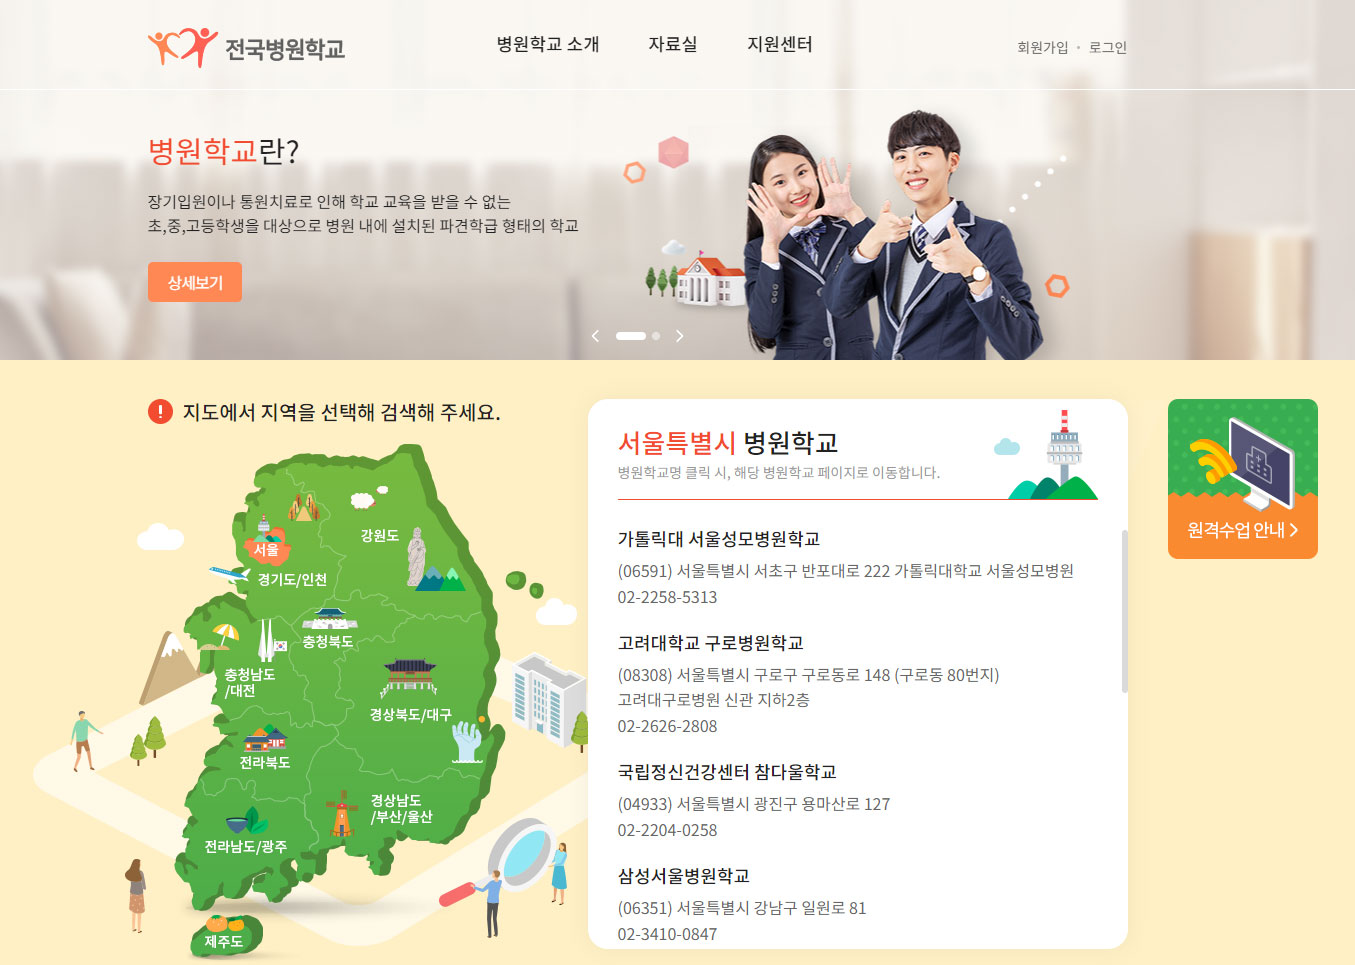 전국병원학교
병원학교 소개
자료실
지원센터
회원가입
로그인
병원학교란?
장기입원이나 통원치료로 인해 학교 교육을 받을 수 없는
초,중,고등학생을 대상으로 병원 내에 설치된 파견학급 형태의 학교
상세보기
지도에서 지역을 선택해 검색해 주세요.
서울
강원도
경기도/인천
충청북도
충청남도
/대전
경상북도/대구
전라북도
경상남도
/부산/울산
전라남도/광주
제주도
서울특별시 병원학교
병원학교명 클릭 시, 해당 병원학교 페이지로 이동합니다.
가톨릭대 서울성모병원학교
(06591) 서울특별시 서초구 반포대로 222 가톨릭대학교 서울성모병원
02-2258-5313
고려대학교 구로병원학교
(08308) 서울특별시 구로구 구로동로 148 (구로동 80번지)
고려대구로병원 신관 지하2층
02-2626-2808
국립정신건강센터 참다울학교
(04933) 서울특별시 광진구 용마산로 127
02-2204-0258
삼성서울병원학교
(06351) 서울특별시 강남구 일원로 81
02-3410-0847
원격수업 안내